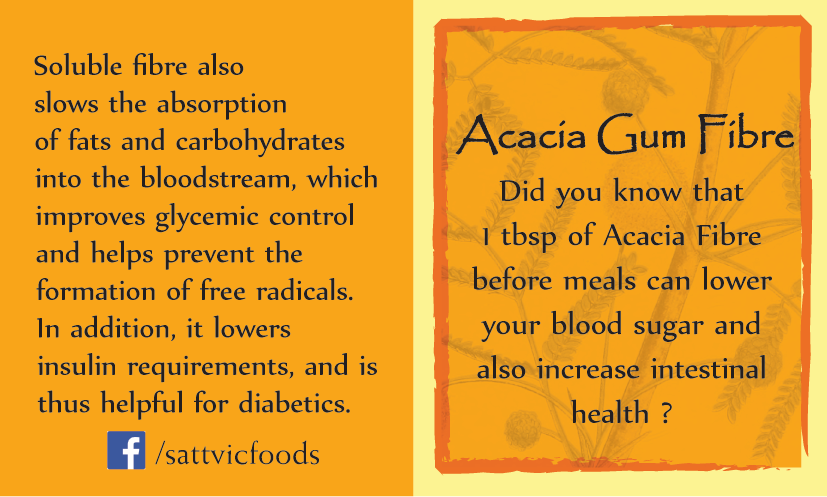 Soluble fibre also
slows the absorption
of fats and carbohydrates
into the bloodstream, which
improves glycemic control
and helps prevent the
formation of free radicals.
In addition, it lowers
insulin requirements, and is
thus helpful for diabetics.
f /sattvicfoods
Acacia Gum Fibre
Did you know that
1 tbsp of Acacia Fibre
before meals can lower
your blood sugar and
also increase intestinal
health ?